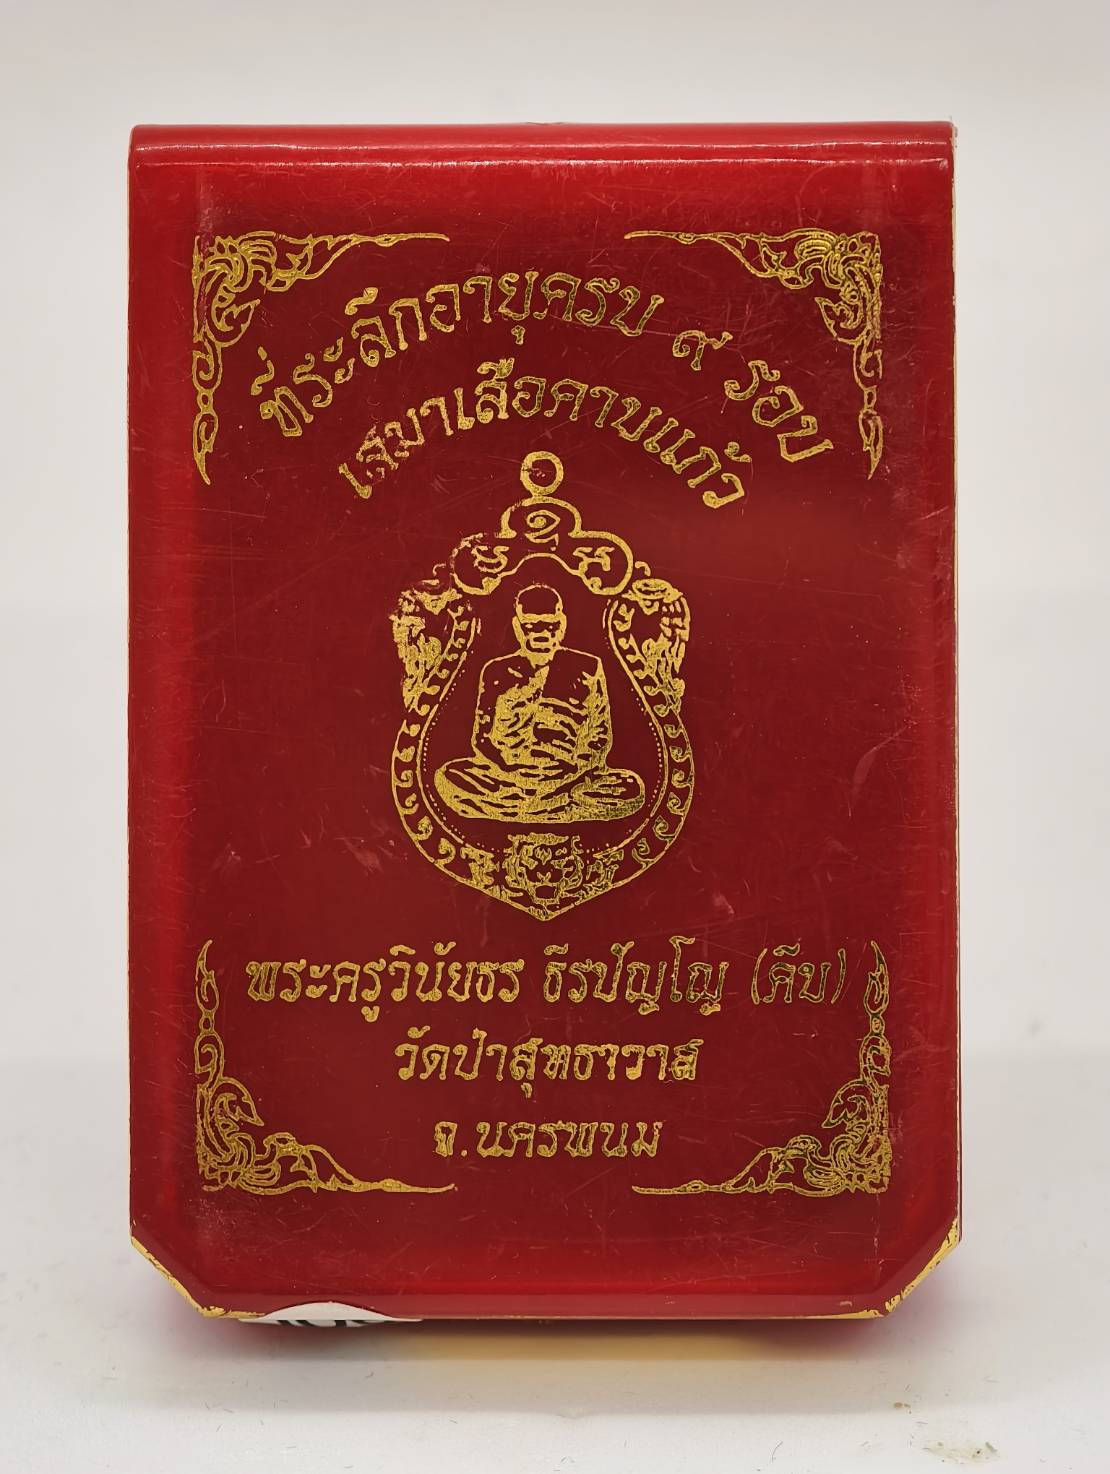 ที่ระลึกอายุครบ ๙ รอบ
เสมาเสือคาบแก้ว
พระครูวินัยธร ธีรปัญโญ (คีบ)
วัดป่าสุทธาวาส
จ.นครพนม